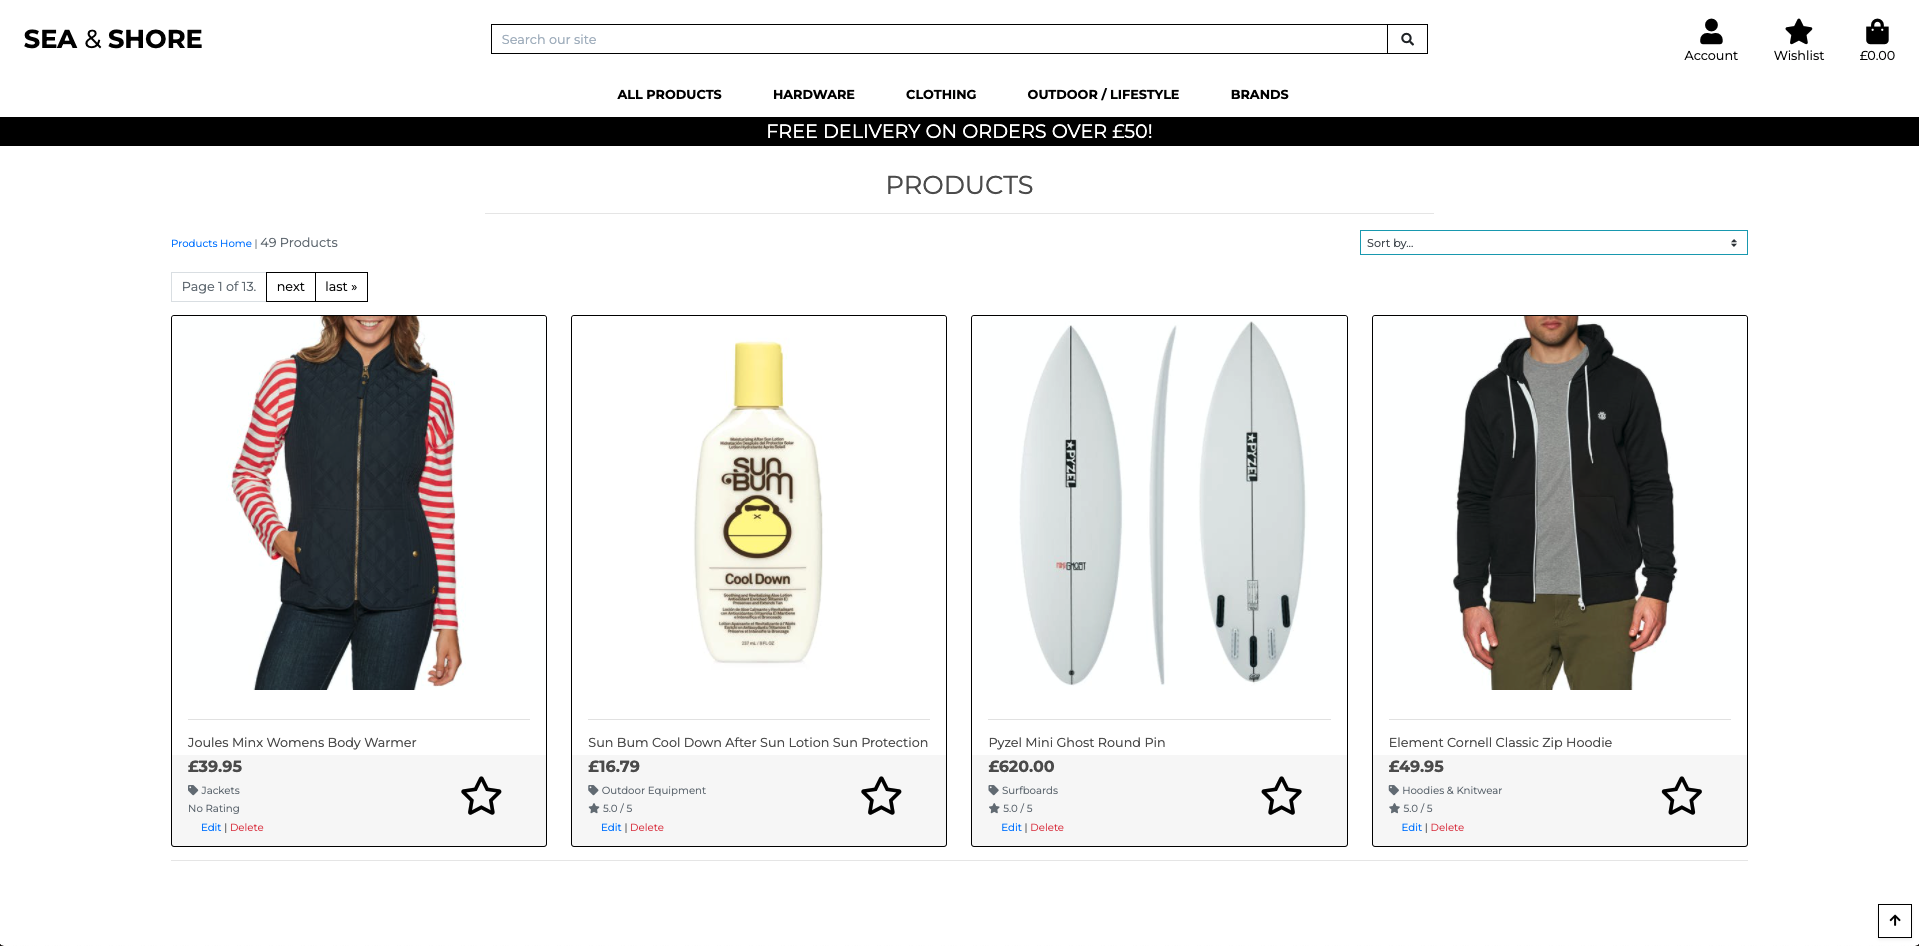 SEA & SHORE
Search our site
Account
Wishlist
£0.00
ALL PRODUCTS
HARDWARE
CLOTHING
OUTDOOR / LIFESTYLE
BRANDS
FREE DELIVERY ON ORDERS OVER £50!
PRODUCTS
Products Home | 49 Products
Sort by...
Page 1 of 13.
next
last »
Sun
Bum
Cool Down
PYZEL
PYZEL
GHOST
Joules Minx Womens Body Warmer
£39.95
Jackets
No Rating
Edit | Delete
Sun Bum Cool Down After Sun Lotion Sun Protection
£16.79
Outdoor Equipment
5.0 / 5
Edit | Delete
Pyzel Mini Ghost Round Pin
£620.00
Surfboards
5.0 / 5
Edit | Delete
Element Cornell Classic Zip Hoodie
£49.95
Hoodies & Knitwear
5.0 / 5
Edit | Delete